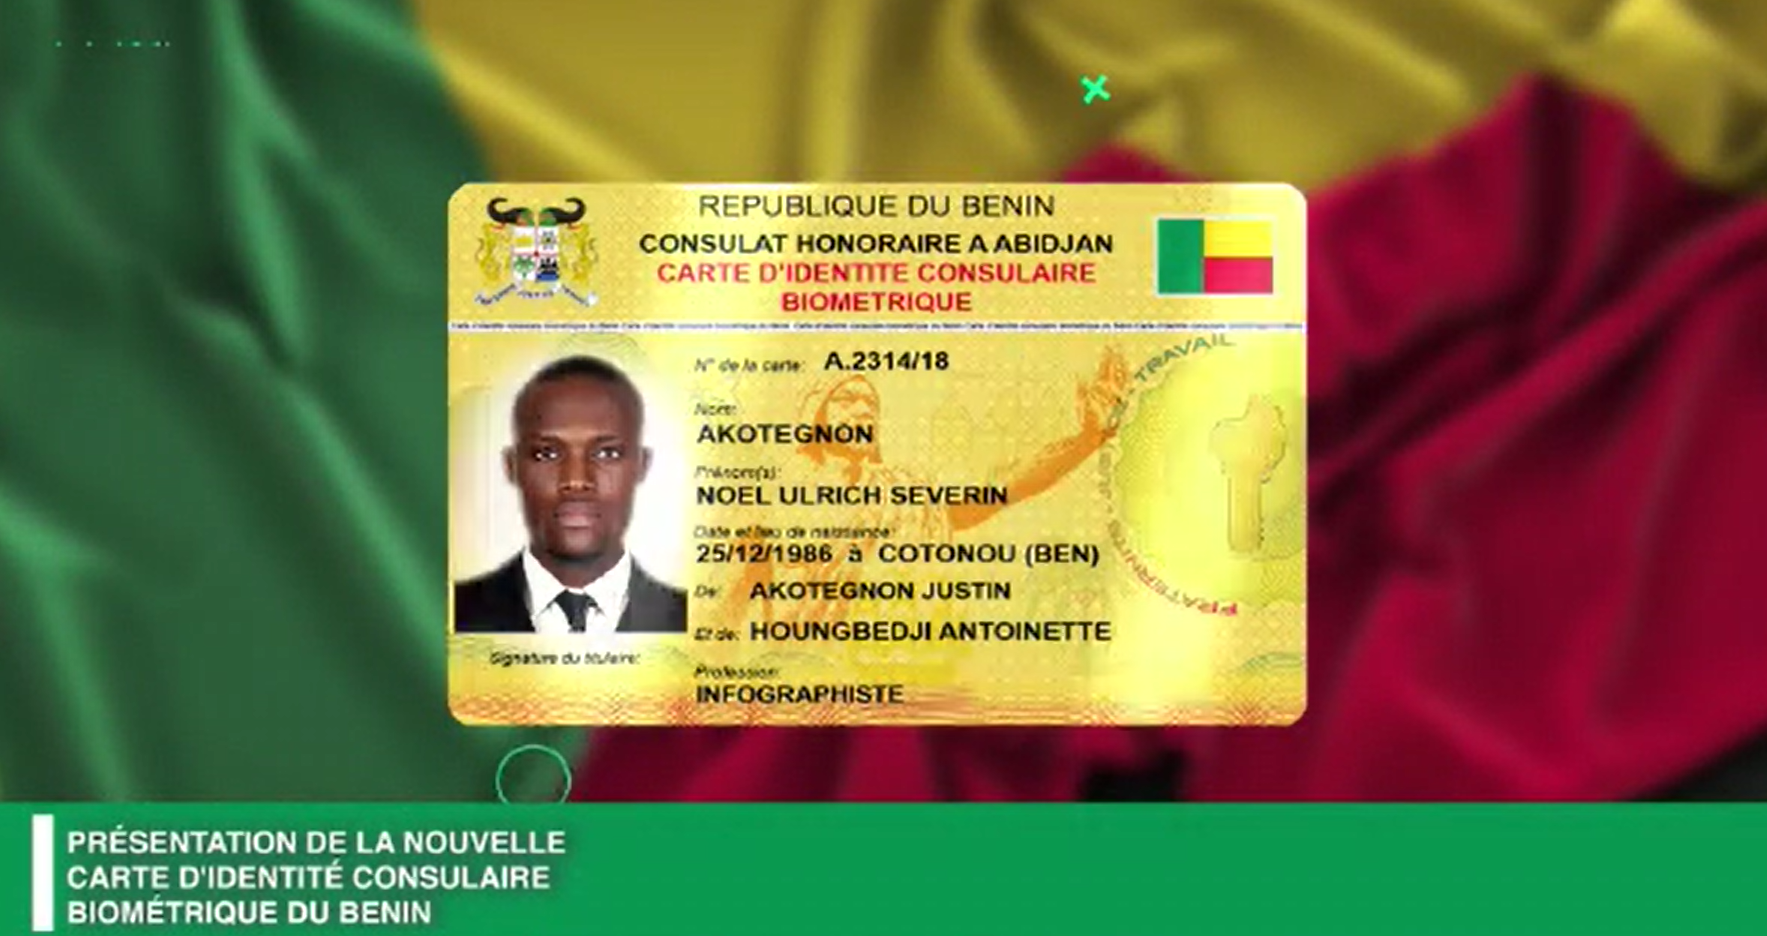 REPUBLIQUE DU BENIN
CONSULAT HONORAIRE A ABIDJAN
CARTE D'IDENTITE CONSULAIRE
BIOMETRIQUE
N° de la carte: A.2314/18
Nom:
AKOTEGNON
Prénom(s):
NOEL ULRICH SEVERIN
Date et lieu de naissance:
25/12/1986 à COTONOU (BEN)
De: AKOTEGNON JUSTIN
Et de: HOUNGBEDJI ANTOINETTE
Signature du titulaire:
Profession:
INFOGRAPHISTE
TRAVAIL
PRÉSENTATION DE LA NOUVELLE
CARTE D'IDENTITÉ CONSULAIRE
BIOMÉTRIQUE DU BENIN